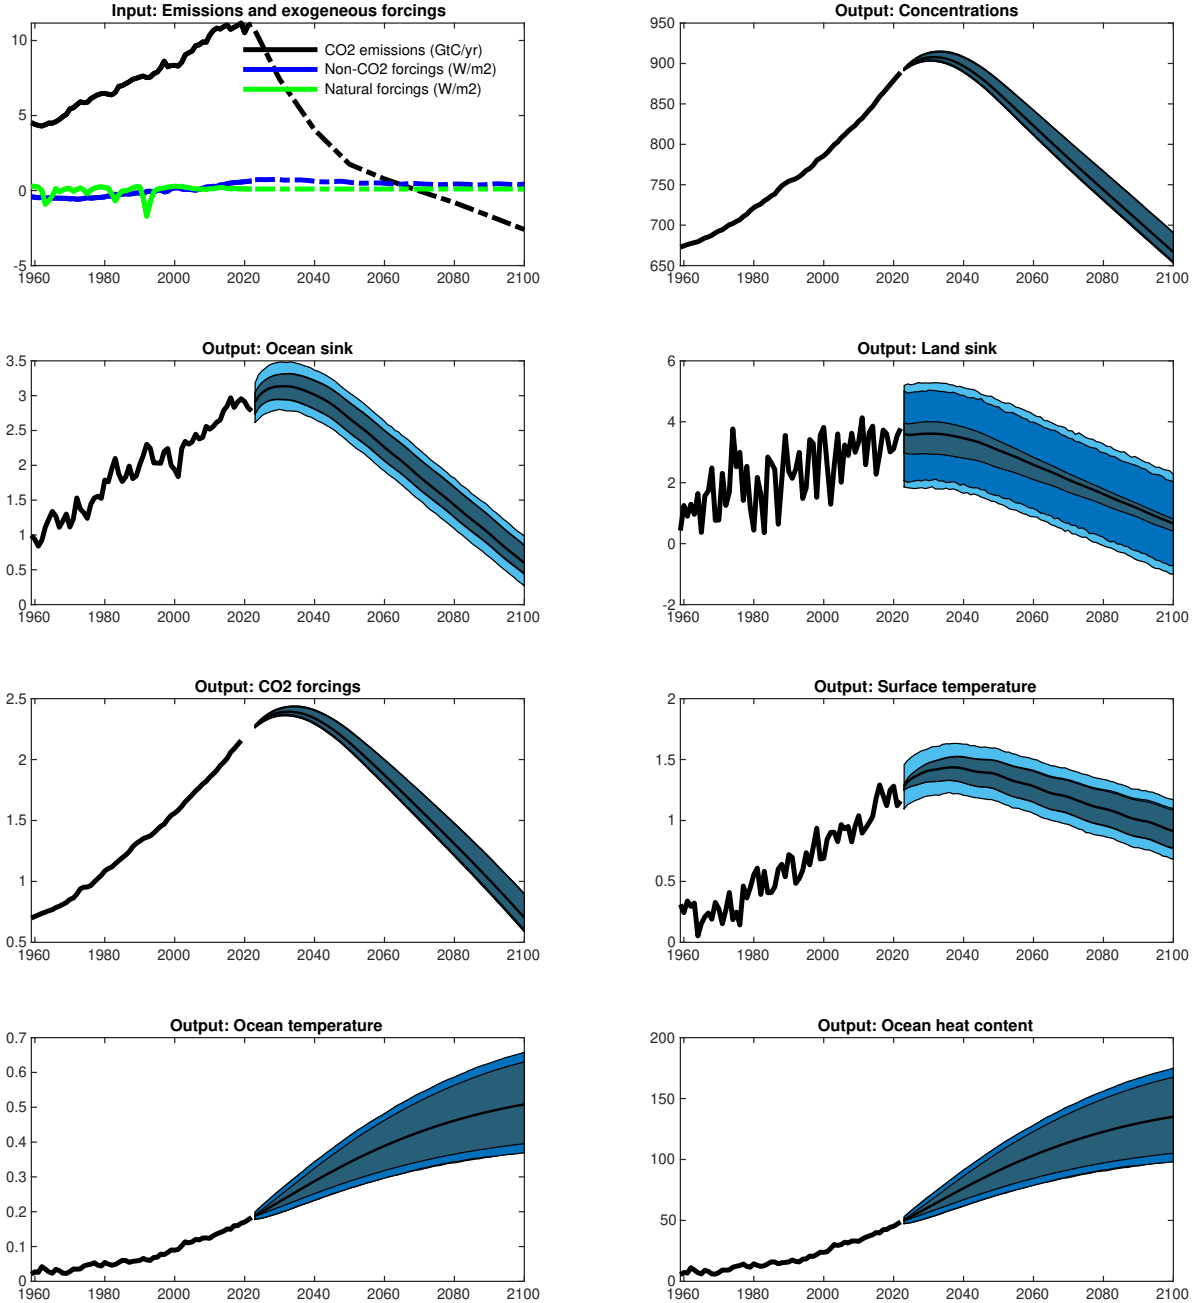 Input: Emissions and exogeneous forcings
10
5
0
-5
CO2 emissions (GtC/yr)
Non-CO2 forcings (W/m2)
Natural forcings (W/m2)
1960 1980 2000 2020 2040 2060 2080 2100
Output: Concentrations
950
900
850
800
750
700
650
1960 1980 2000 2020 2040 2060 2080 2100
Output: Ocean sink
3.5
3
2.5
2
1.5
1
0.5
0
1960 1980 2000 2020 2040 2060 2080 2100
Output: Land sink
6
4
2
0
-2
1960 1980 2000 2020 2040 2060 2080 2100
Output: CO2 forcings
2.5
2
1.5
1
0.5
1960 1980 2000 2020 2040 2060 2080 2100
Output: Surface temperature
2
1.5
1
0.5
0
1960 1980 2000 2020 2040 2060 2080 2100
Output: Ocean temperature
0.7
0.6
0.5
0.4
0.3
0.2
0.1
0
1960 1980 2000 2020 2040 2060 2080 2100
Output: Ocean heat content
200
150
100
50
0
1960 1980 2000 2020 2040 2060 2080 2100